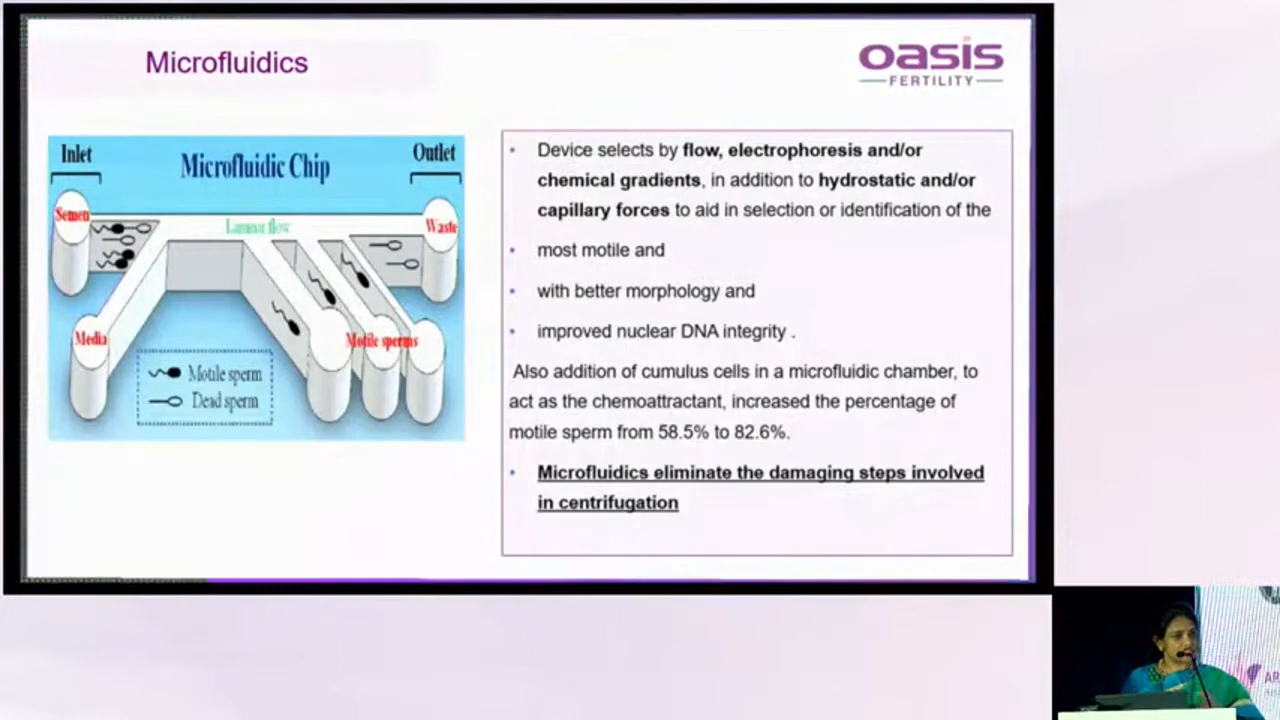 Microfluidics
oasis
FERTILITY
Inlet
Microfluidic Chip
Outlet
Semen
Laminar flow
Waste
Media
Motile sperms
Motile sperm
Dead sperm
• Device selects by flow, electrophoresis and/or
chemical gradients, in addition to hydrostatic and/or
capillary forces to aid in selection or identification of the
• most motile and
• with better morphology and
• improved nuclear DNA integrity .
Also addition of cumulus cells in a microfluidic chamber, to
act as the chemoattractant, increased the percentage of
motile sperm from 58.5% to 82.6%.
• Microfluidics eliminate the damaging steps involved
in centrifugation
AR